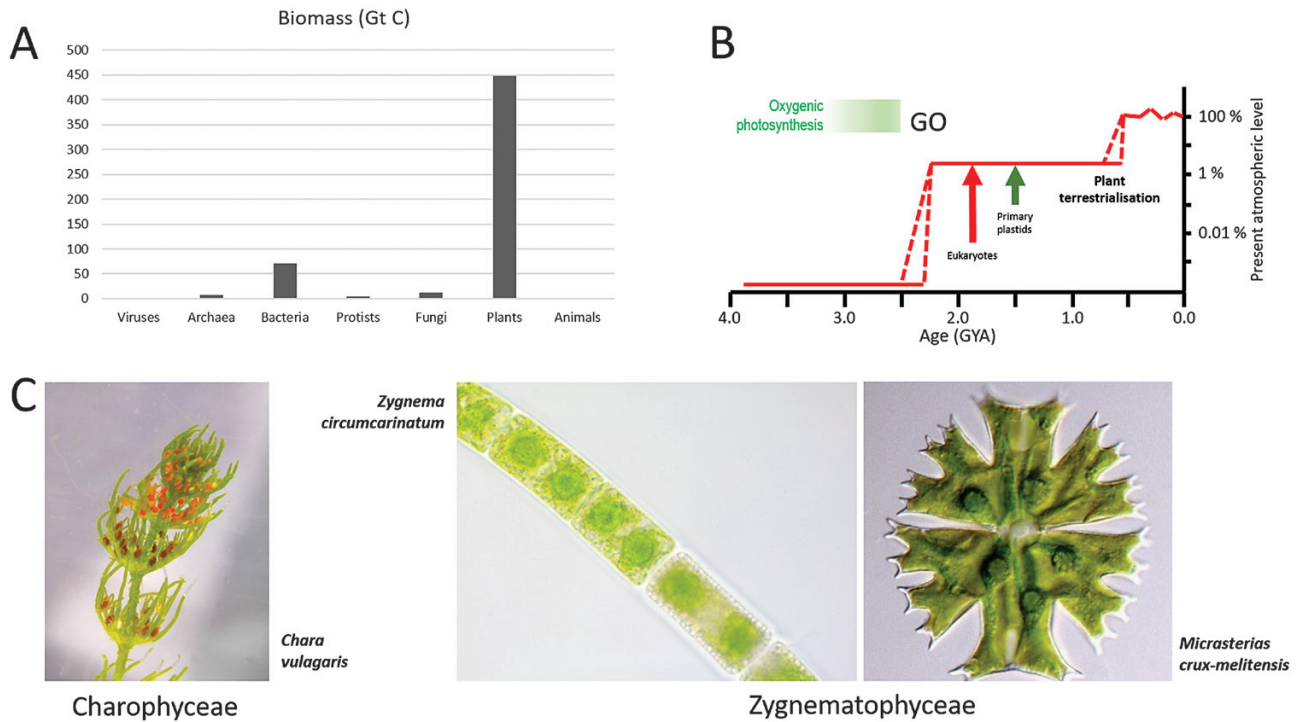 A
Biomass (Gt C)
500
450
400
350
300
250
200
150
100
50
0
Viruses Archaea Bacteria Protists Fungi Plants Animals
B
Oxygenic
photosynthesis
GO
100 %
1 %
0.01 %
Present atmospheric level
Plant
terrestrialisation
Primary
plastids
Eukaryotes
4.0 3.0 2.0 1.0 0.0
Age (GYA)
C
Chara
vulagaris
Charophyceae
Zygnema
circumcarinatum
Micrasterias
crux-melitensis
Zygnematophyceae